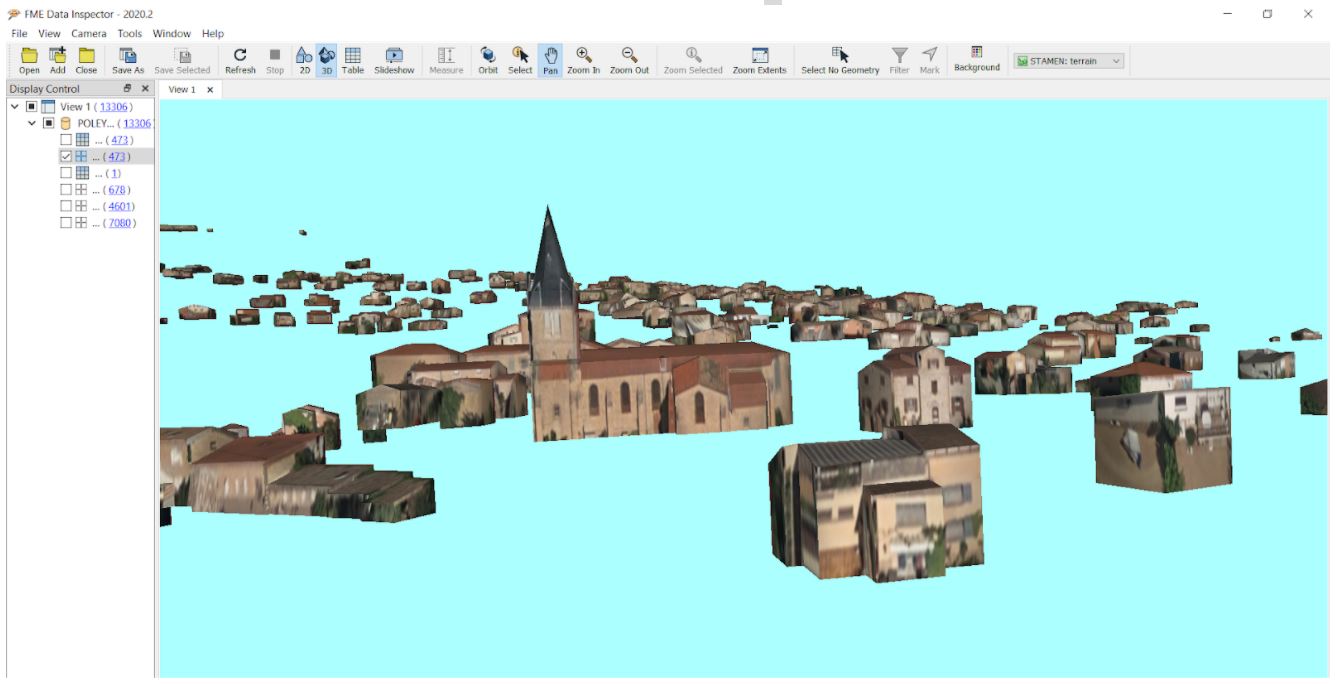 FME Data Inspector - 2020.2
File View Camera Tools Window Help
Open Add Close Save As Save Selected Refresh Stop 2D 3D Table Slideshow Measure Orbit Select Pan Zoom In Zoom Out Zoom Selected Zoom Extents Select No Geometry Filter Mark Background STAMEN: terrain
Display Control
View 1
View 1 (13306)
POLEY... (13306
... (473)
... (473)
... (1)
... (678)
... (4601)
... (7080)